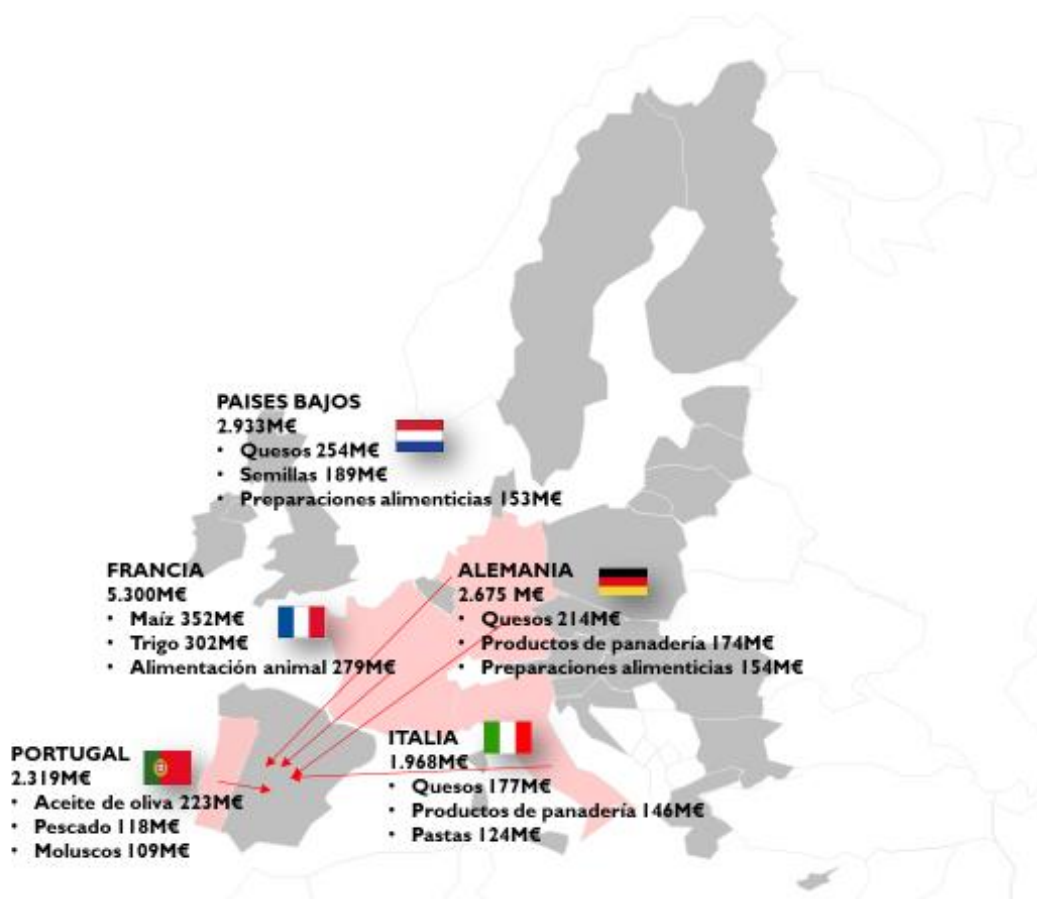 PAISES BAJOS
2.933M€
• Quesos 254M€
• Semillas 189M€
• Preparaciones alimenticias 153M€
FRANCIA
5.300M€
• Maíz 352M€
• Trigo 302M€
• Alimentación animal 279M€
ALEMANIA
2.675 M€
• Quesos 214M€
• Productos de panadería 174M€
• Preparaciones alimenticias 154M€
PORTUGAL
2.319M€
• Aceite de oliva 223M€
• Pescado 118M€
• Moluscos 109M€
ITALIA
1.968M€
• Quesos 177M€
• Productos de panadería 146M€
• Pastas 124M€